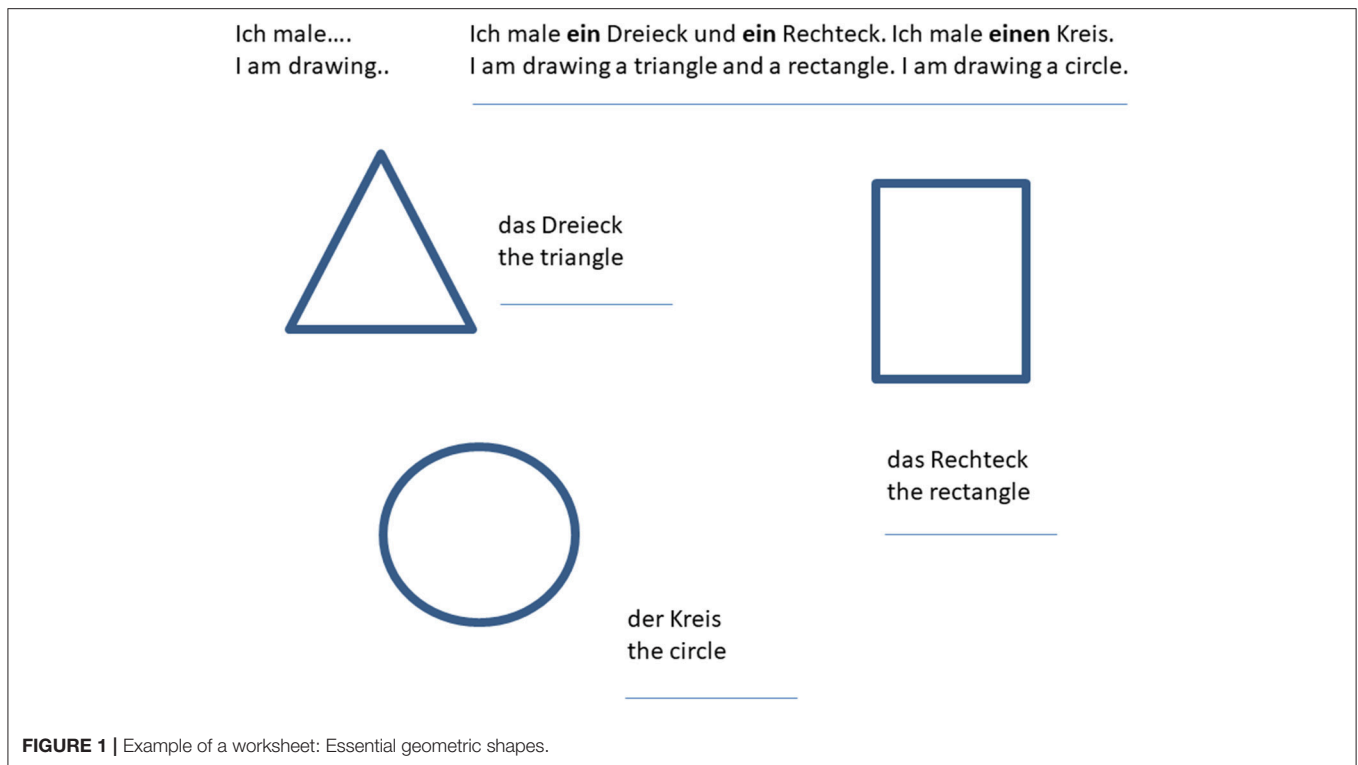 Ich male....
I am drawing..
Ich male ein Dreieck und ein Rechteck. Ich male einen Kreis.
I am drawing a triangle and a rectangle. I am drawing a circle.
das Dreieck
the triangle
das Rechteck
the rectangle
der Kreis
the circle
FIGURE 1 | Example of a worksheet: Essential geometric shapes.